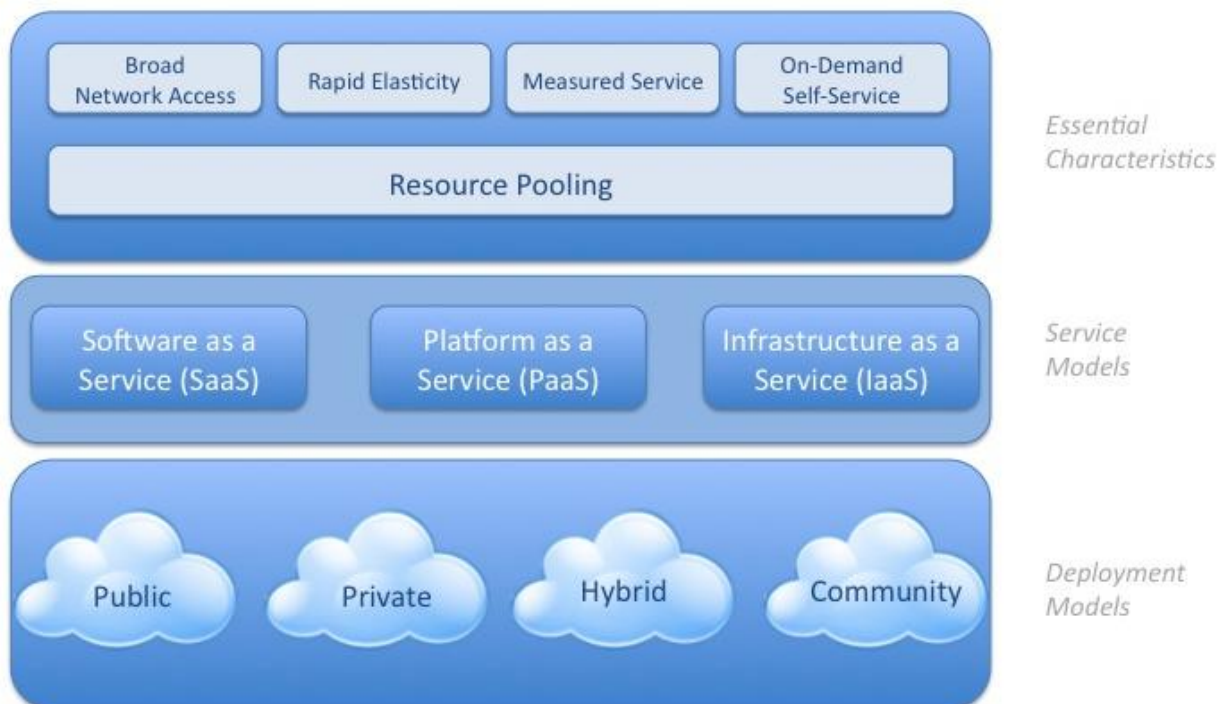 Broad
Network Access
Rapid Elasticity
Measured Service
On-Demand
Self-Service
Resource Pooling
Essential
Characteristics
Software as a
Service (SaaS)
Platform as a
Service (PaaS)
Infrastructure as a
Service (IaaS)
Service
Models
Public
Private
Hybrid
Community
Deployment
Models